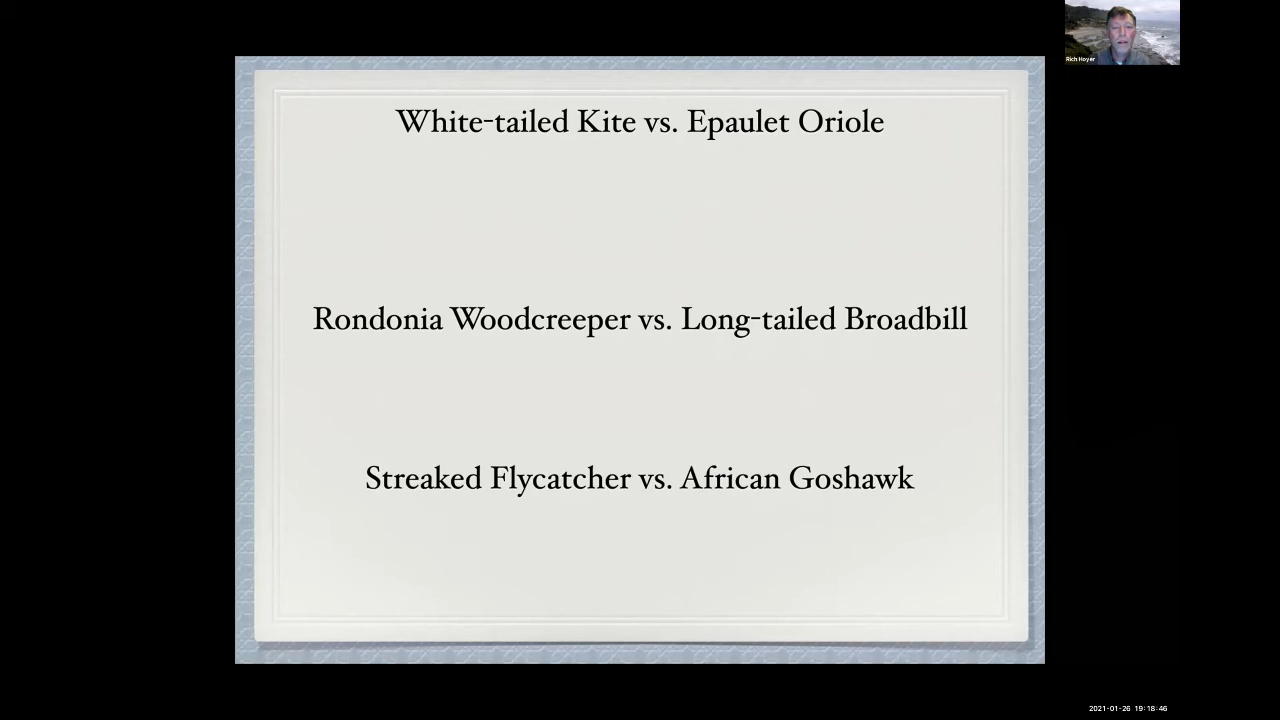 Rich Hoyer
White-tailed Kite vs. Epaulet Oriole
Rondonia Woodcreeper vs. Long-tailed Broadbill
Streaked Flycatcher vs. African Goshawk
2021-01-26 19:18:46